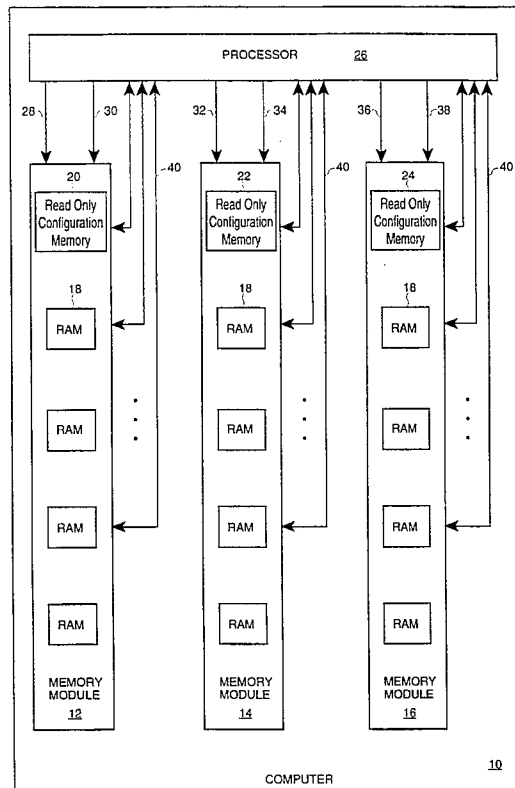 PROCESSOR 26
28
30
32
34
36
38
40
40
40
20
Read Only
Configuration
Memory
22
Read Only
Configuration
Memory
24
Read Only
Configuration
Memory
18
RAM
18
RAM
18
RAM
RAM
RAM
RAM
RAM
RAM
RAM
RAM
RAM
RAM
MEMORY
MODULE
12
MEMORY
MODULE
14
MEMORY
MODULE
16
10
COMPUTER